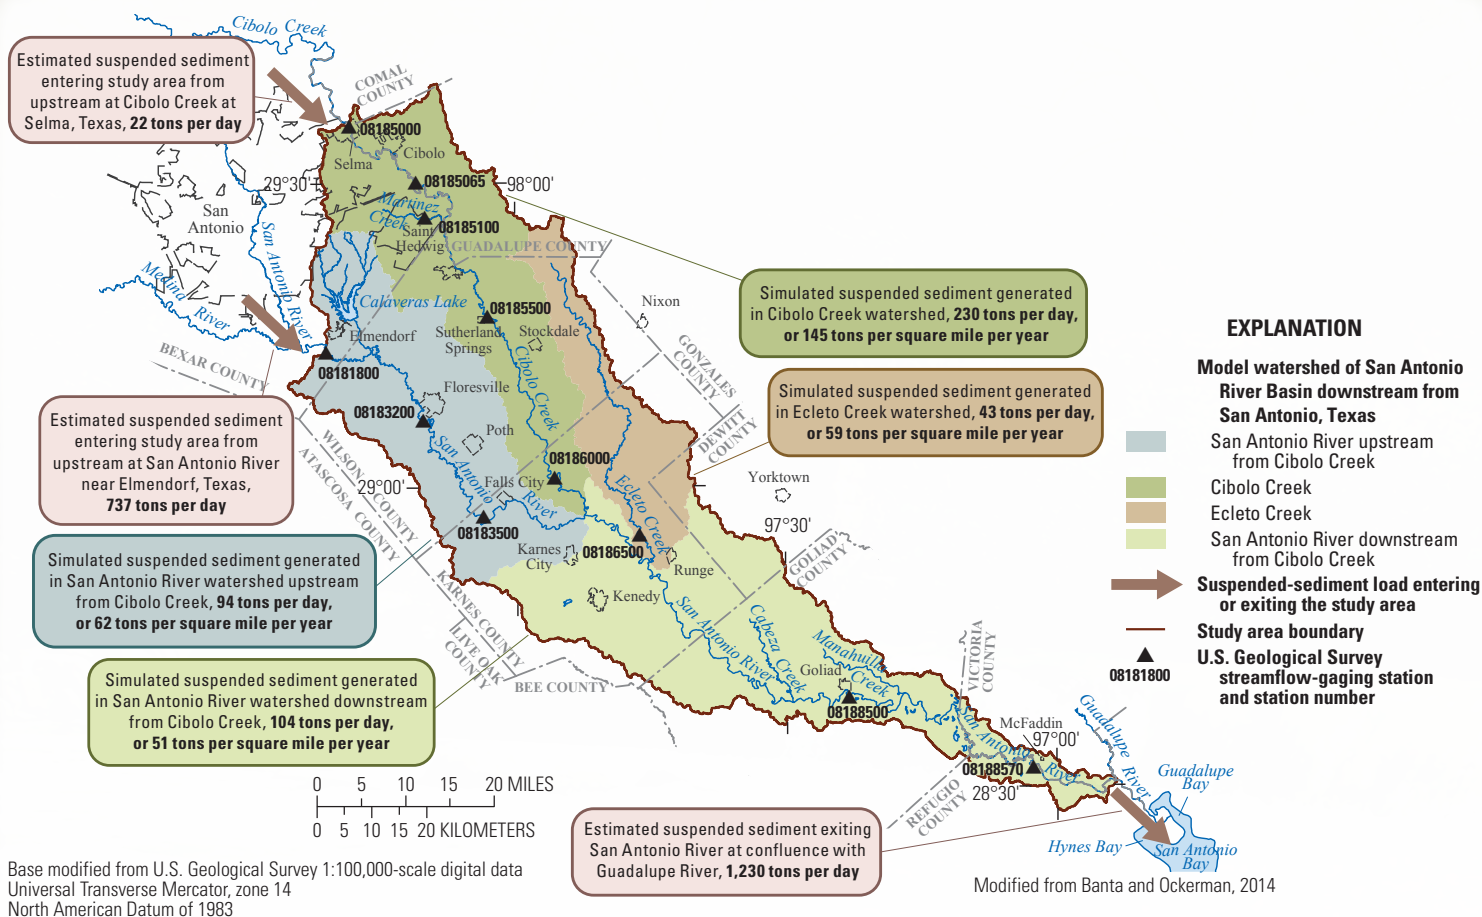 Cibolo Creek
Estimated suspended sediment
entering study area from
upstream at Cibolo Creek at
Selma, Texas, 22 tons per day
COMAL
COUNTY
08185000
Selma
Cibolo
29°30'
08185065
98°00'
San
Antonio
San Antonio River
Martinez
Creek
08185100
Saint
Hedwig
GUADALUPE COUNTY
Medina River
Calaveras Lake
Simulated suspended sediment generated
in Cibolo Creek watershed, 230 tons per day,
or 145 tons per square mile per year
Nixon
08185500
Elmendorf
Sutherland
Springs
Stockdale
Cibolo Creek
GONZALES
COUNTY
BEXAR COUNTY
08181800
Floresville
08183200
Simulated suspended sediment generated
in Ecleto Creek watershed, 43 tons per day,
or 59 tons per square mile per year
DEWITT
COUNTY
Estimated suspended sediment
entering study area from
upstream at San Antonio River
near Elmendorf, Texas,
737 tons per day
WILSON COUNTY
ATASCOSA COUNTY
Poth
San Antonio River
08186000
Falls City
Ecleto Creek
29°00'
Yorktown
97°30'
08183500
Karnes
City
08186500
Runge
GOLIAD
COUNTY
Simulated suspended sediment generated
in San Antonio River watershed upstream
from Cibolo Creek, 94 tons per day,
or 62 tons per square mile per year
KARNES COUNTY
LIVE OAK
COUNTY
Kenedy
San Antonio River
Cabeza Creek
Manahuilla
Creek
BEE COUNTY
Goliad
08188500
VICTORIA
COUNTY
Simulated suspended sediment generated
in San Antonio River watershed downstream
from Cibolo Creek, 104 tons per day,
or 51 tons per square mile per year
San Antonio River
McFaddin
97°00'
08188570
28°30'
REFUGIO
COUNTY
Guadalupe River
Guadalupe
Bay
Hynes Bay
San Antonio
Bay
Estimated suspended sediment exiting
San Antonio River at confluence with
Guadalupe River, 1,230 tons per day
0 5 10 15 20 MILES
0 5 10 15 20 KILOMETERS
Base modified from U.S. Geological Survey 1:100,000-scale digital data
Universal Transverse Mercator, zone 14
North American Datum of 1983
Modified from Banta and Ockerman, 2014
EXPLANATION
Model watershed of San Antonio
River Basin downstream from
San Antonio, Texas
San Antonio River upstream
from Cibolo Creek
Cibolo Creek
Ecleto Creek
San Antonio River downstream
from Cibolo Creek
Suspended-sediment load entering
or exiting the study area
Study area boundary
08181800
U.S. Geological Survey
streamflow-gaging station
and station number